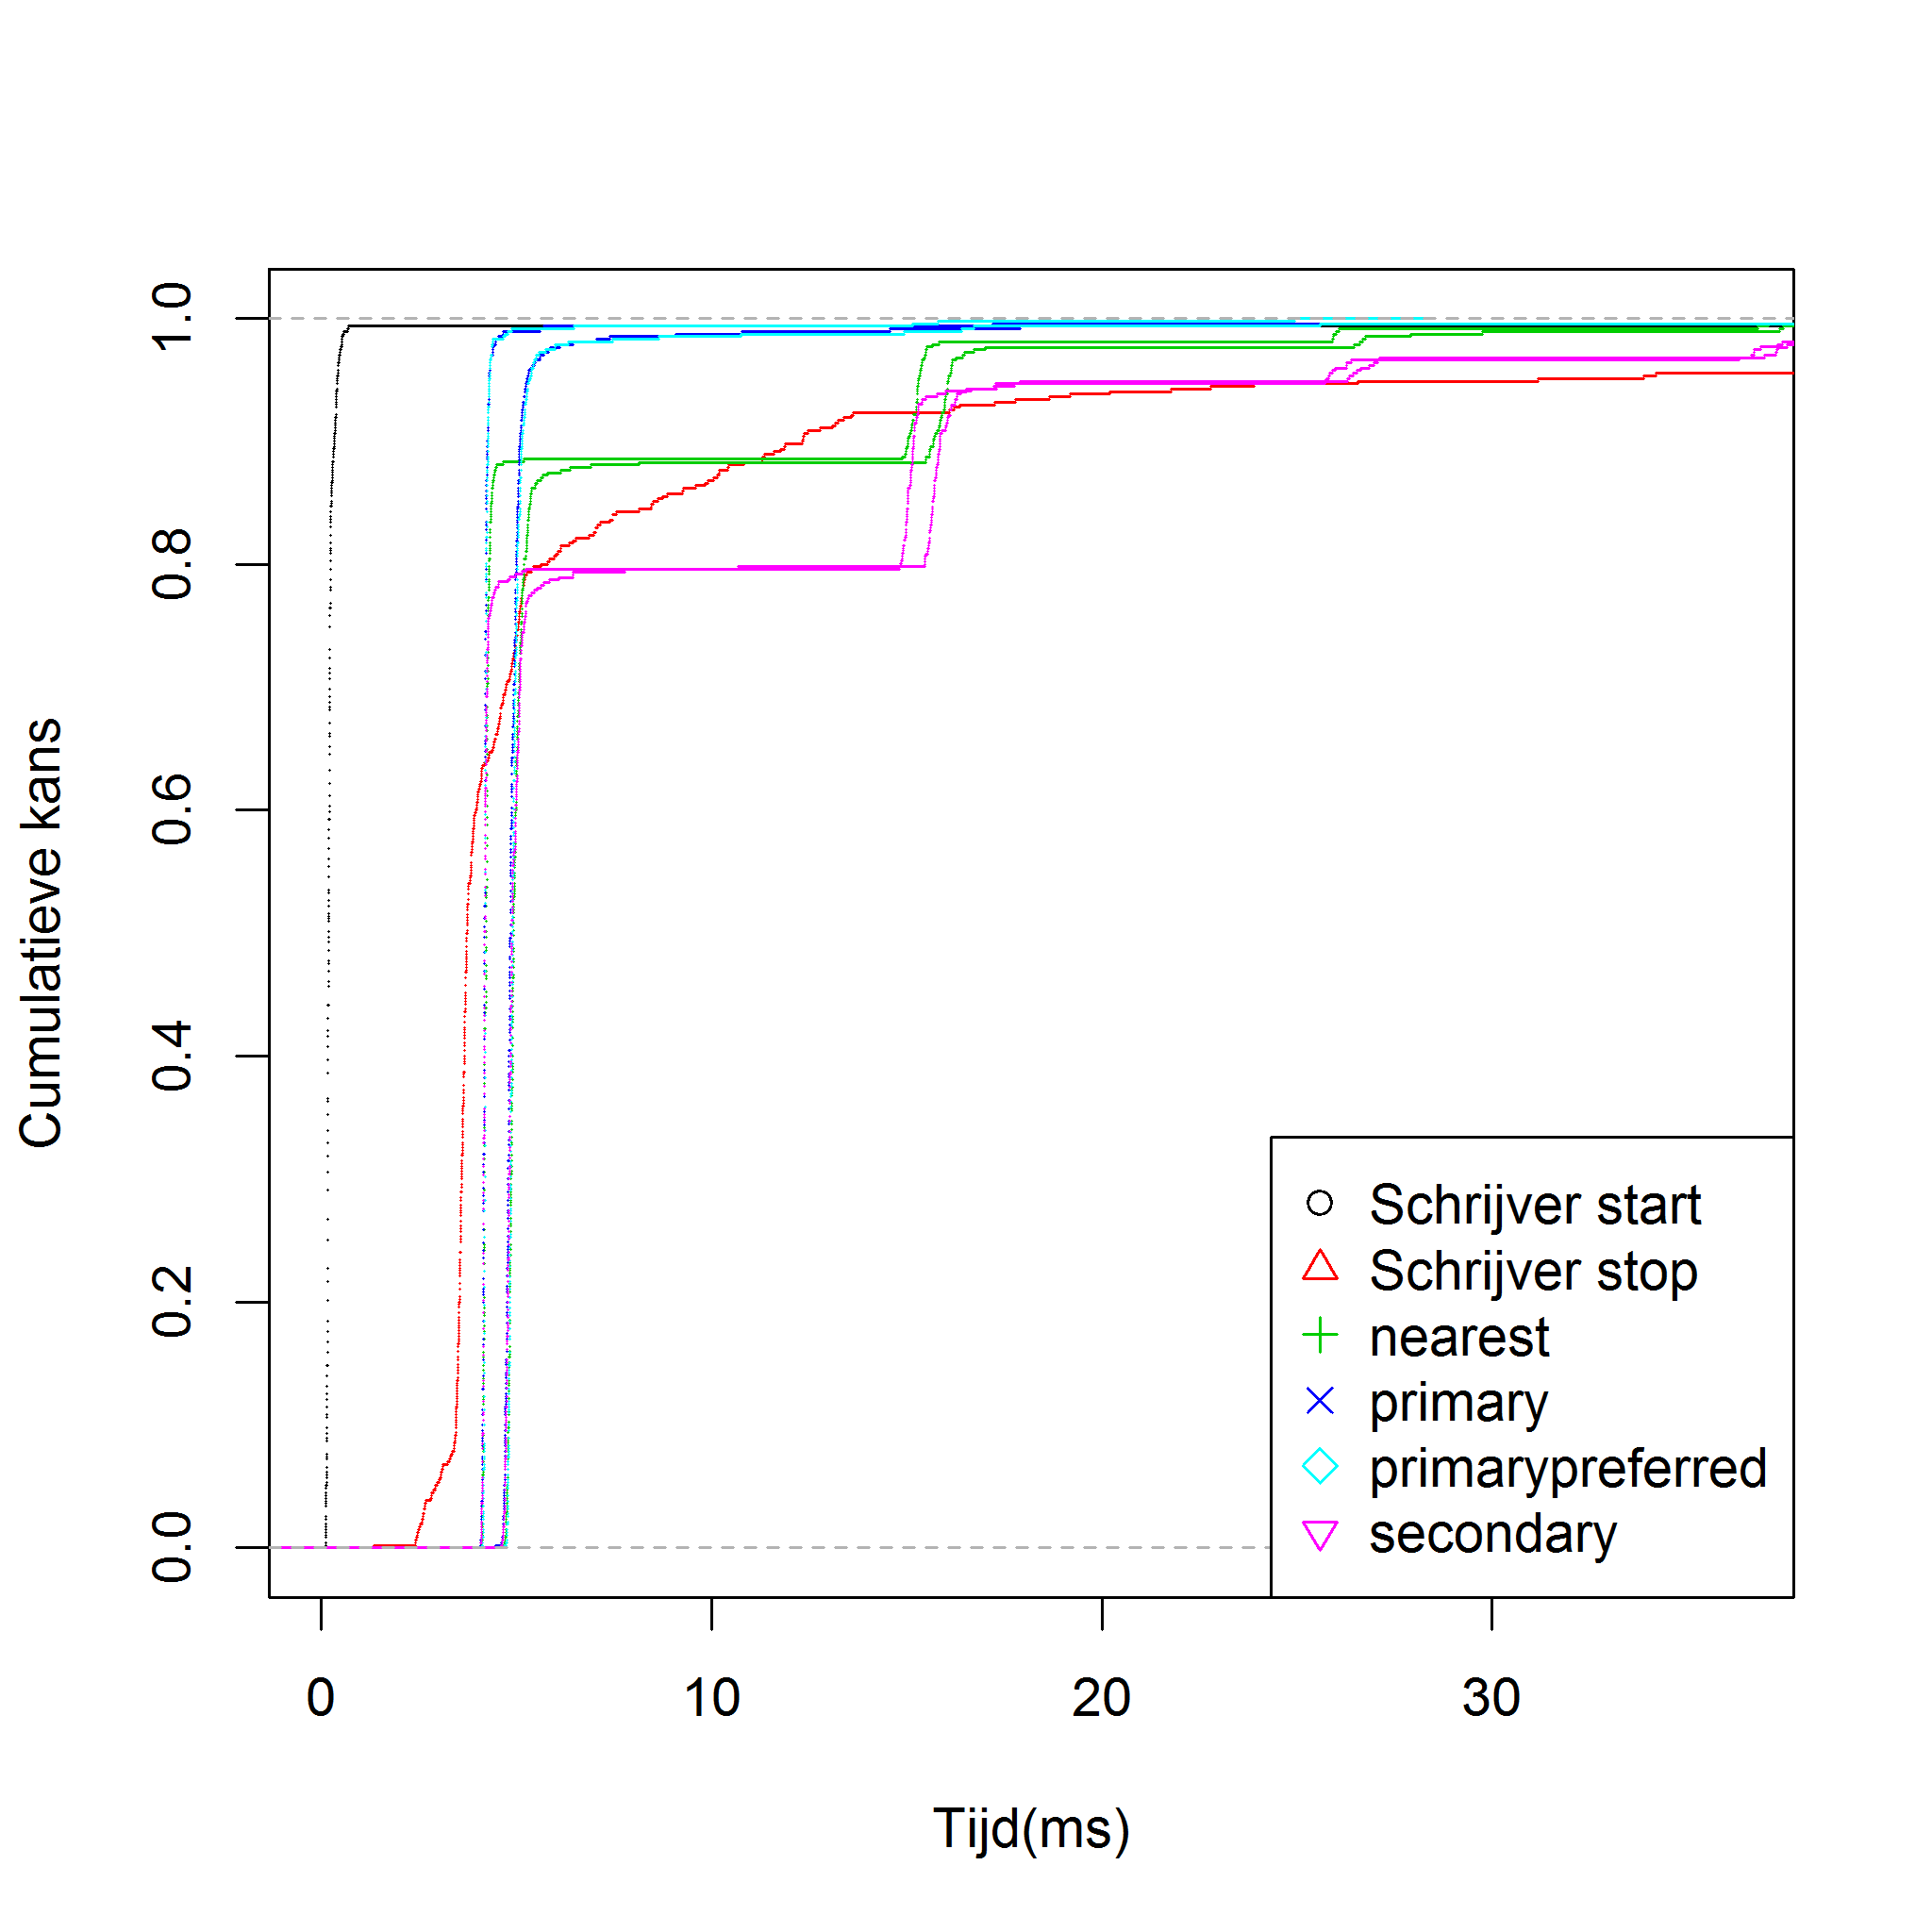 Cumulatieve kans
1.0
0.8
0.6
0.4
0.2
0.0
Schrijver start
Schrijver stop
nearest
primary
primarypreferred
secondary
0 10 20 30
Tijd(ms)